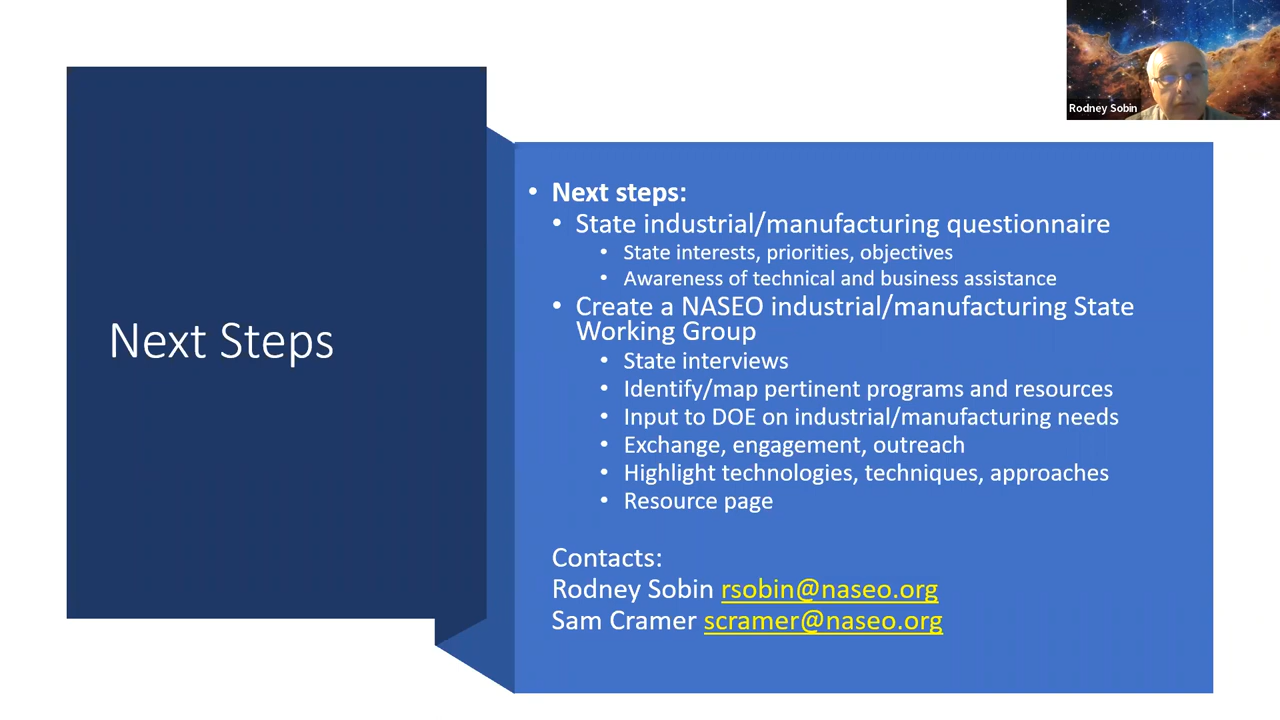 Rodney Sobin
Next Steps
• Next steps:
• State industrial/manufacturing questionnaire
• State interests, priorities, objectives
• Awareness of technical and business assistance
• Create a NASEO industrial/manufacturing State
Working Group
• State interviews
• Identify/map pertinent programs and resources
• Input to DOE on industrial/manufacturing needs
• Exchange, engagement, outreach
• Highlight technologies, techniques, approaches
• Resource page
Contacts:
Rodney Sobin rsobin@naseo.org
Sam Cramer scramer@naseo.org